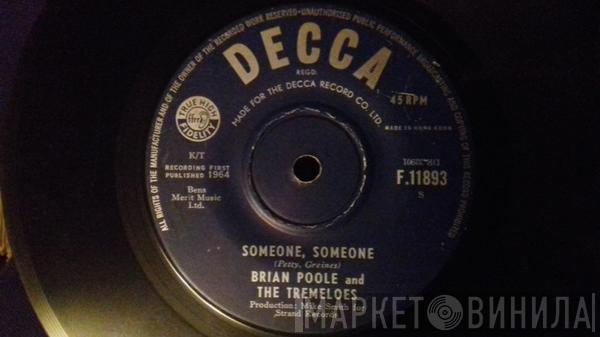 ALL RIGHTS OF THE MANUFACTURER AND OF THE OWNER OF THE RECORDED WORK RESERVED-UNAUTHORISED PUBLIC PERFORMANCE BROADCASTING AND COPYING OF THE DISCS PROHIBITED
DECCA
REGD:
MADE FOR THE DECCA RECORD CO. LTD.
45 RPM
TRUE HIGH
ffrr
FIDELITY
MADE IN HONG KONG
K/T
RECORDING FIRST
PUBLISHED 1964
F.11893
S
Bens
Merit Music
Ltd.
SOMEONE, SOMEONE
(Petty, Greines)
BRIAN POOLE and
THE TREMELOES
Production: Mike Smith for
Strand Records
МАРКЕТ ВИНИЛА